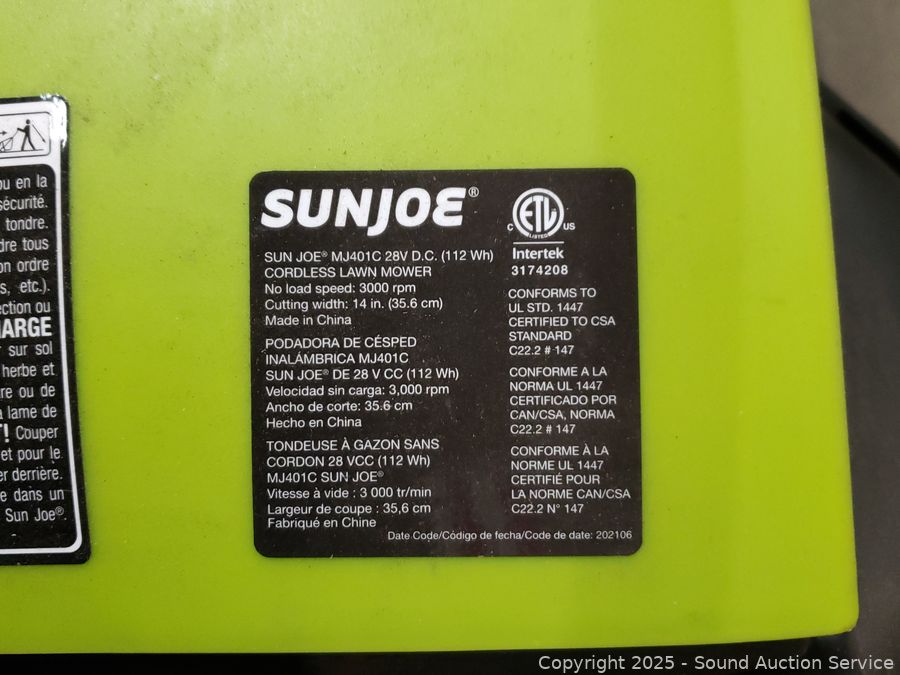 ou en la
sécurité.
tondre.
dre tous
on ordre
s, etc.).
ection ou
ARGE
sur sol
herbe et
re ou de
a lame de
T! Couper
et pour le
er derrière.
e dans un
Sun Joe®.
SUNJOE®
SUN JOE® MJ401C 28V D.C. (112 Wh)
CORDLESS LAWN MOWER
No load speed: 3000 rpm
Cutting width: 14 in. (35.6 cm)
Made in China
PODADORA DE CÉSPED
INALÁMBRICA MJ401C
SUN JOE® DE 28 V CC (112 Wh)
Velocidad sin carga: 3,000 rpm
Ancho de corte: 35.6 cm
Hecho en China
TONDEUSE À GAZON SANS
CORDON 28 VCC (112 Wh)
MJ401C SUN JOE®
Vitesse à vide : 3 000 tr/min
Largeur de coupe : 35,6 cm
Fabriqué en Chine
ETL
LISTED
C US
Intertek
3174208
CONFORMS TO
UL STD. 1447
CERTIFIED TO CSA
STANDARD
C22.2 # 147
CONFORME A LA
NORMA UL 1447
CERTIFICADO POR
CAN/CSA, NORMA
C22.2 # 147
CONFORME À LA
NORME UL 1447
CERTIFIÉ POUR
LA NORME CAN/CSA
C22.2 N° 147
Date Code/Código de fecha/Code de date: 202106
Copyright 2025 - Sound Auction Service